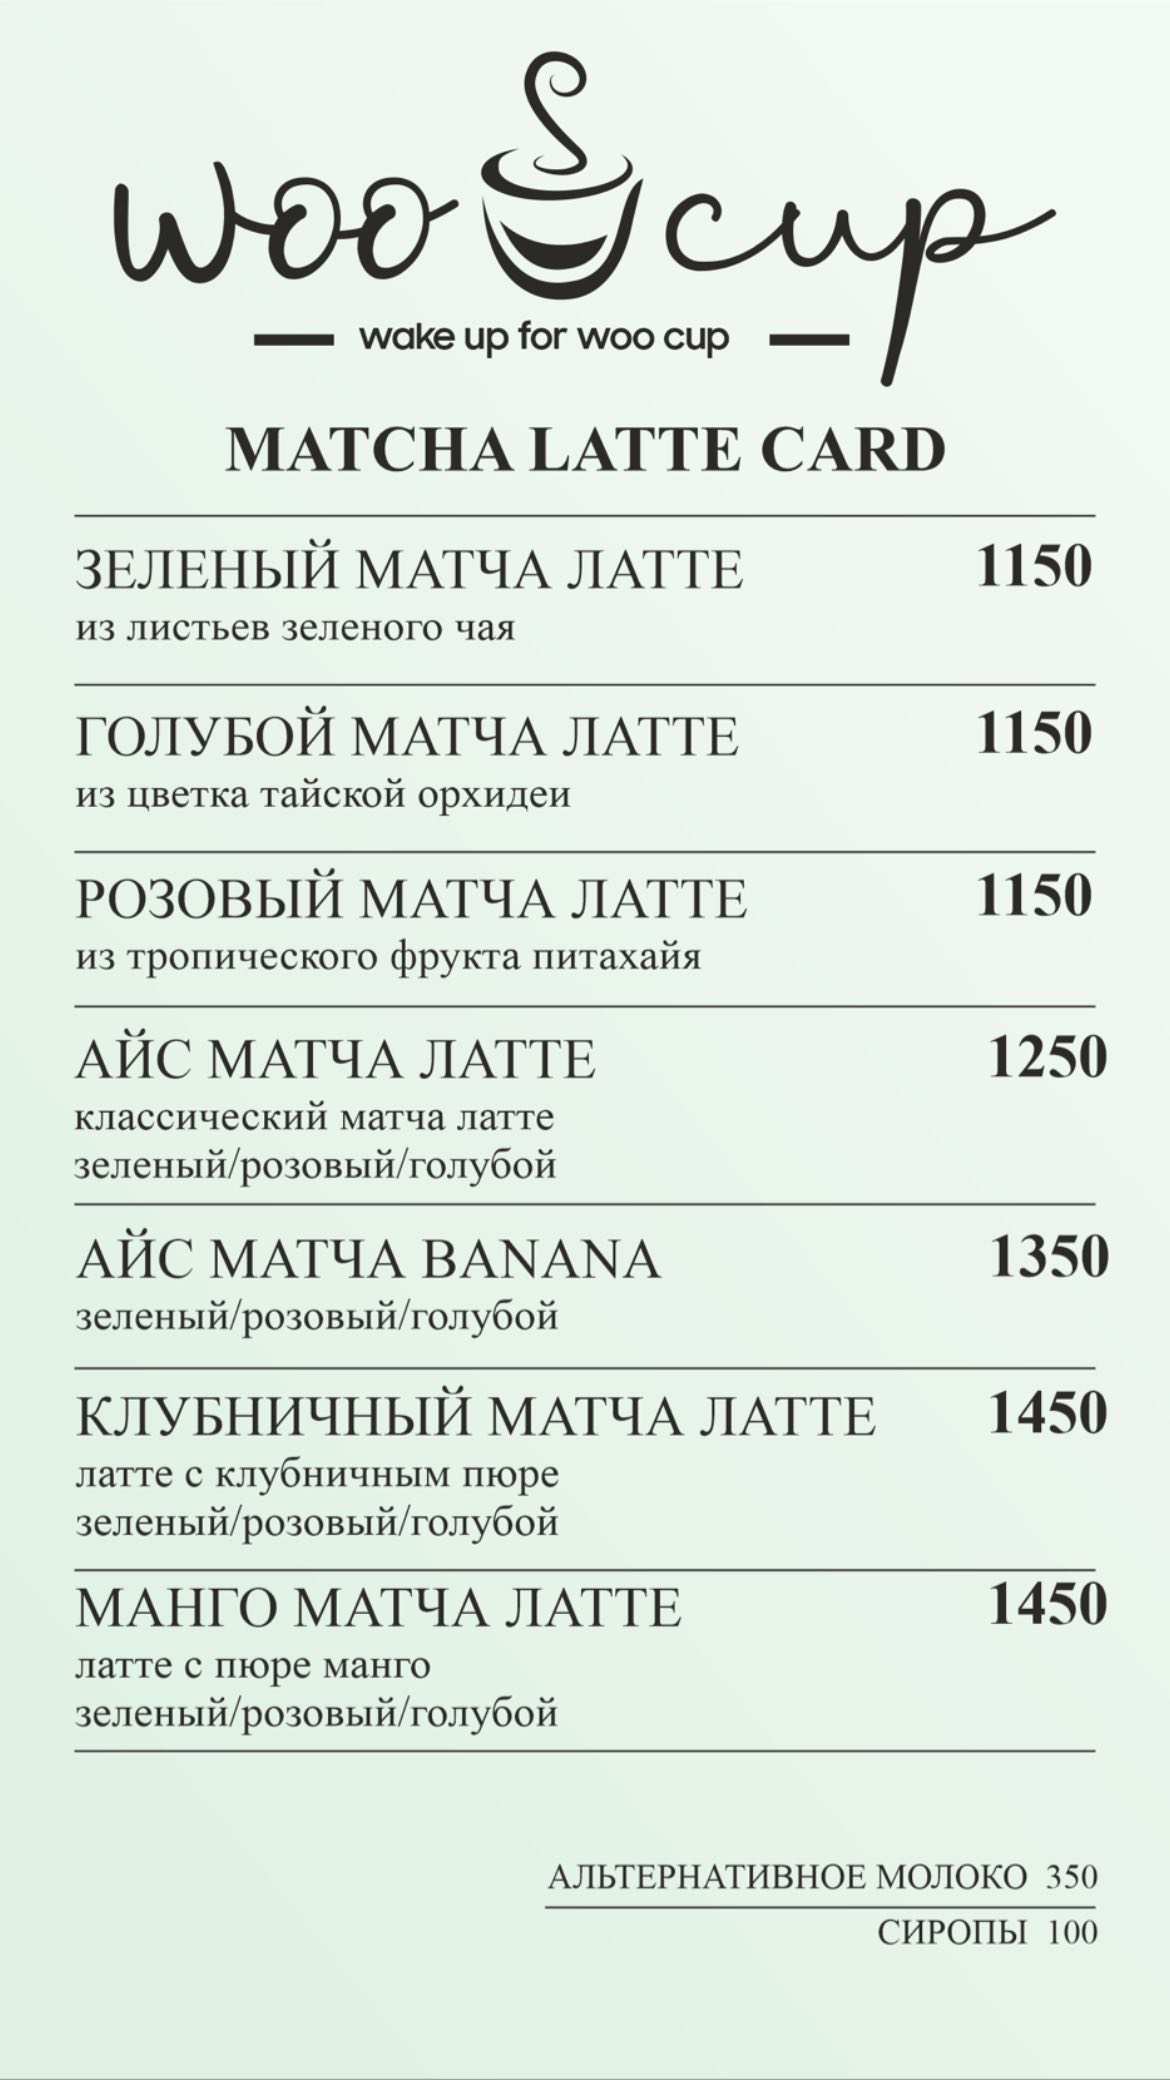 woo cup
wake up for woo cup
MATCHA LATTE CARD
ЗЕЛЕНЫЙ МАТЧА ЛАТТЕ 1150
из листьев зеленого чая
ГОЛУБОЙ МАТЧА ЛАТТЕ 1150
из цветка тайской орхидеи
РОЗОВЫЙ МАТЧА ЛАТТЕ 1150
из тропического фрукта питахайя
АЙС МАТЧА ЛАТТЕ 1250
классический матча латте
зеленый/розовый/голубой
АЙС МАТЧА BANANA 1350
зеленый/розовый/голубой
КЛУБНИЧНЫЙ МАТЧА ЛАТТЕ 1450
латте с клубничным пюре
зеленый/розовый/голубой
МАНГО МАТЧА ЛАТТЕ 1450
латте с пюре манго
зеленый/розовый/голубой
АЛЬТЕРНАТИВНОЕ МОЛОКО 350
СИРОПЫ 100